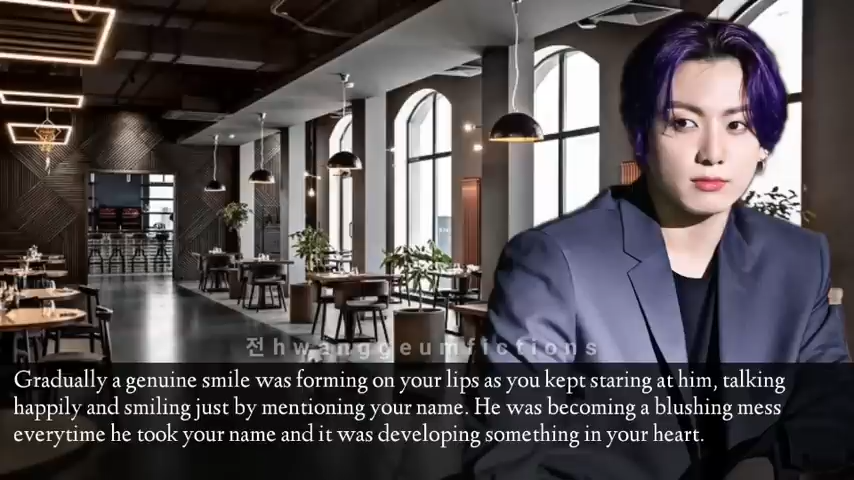 전hwanggeumfictions
Gradually a genuine smile was forming on your lips as you kept staring at him, talking
happily and smiling just by mentioning your name. He was becoming a blushing mess
everytime he took your name and it was developing something in your heart.